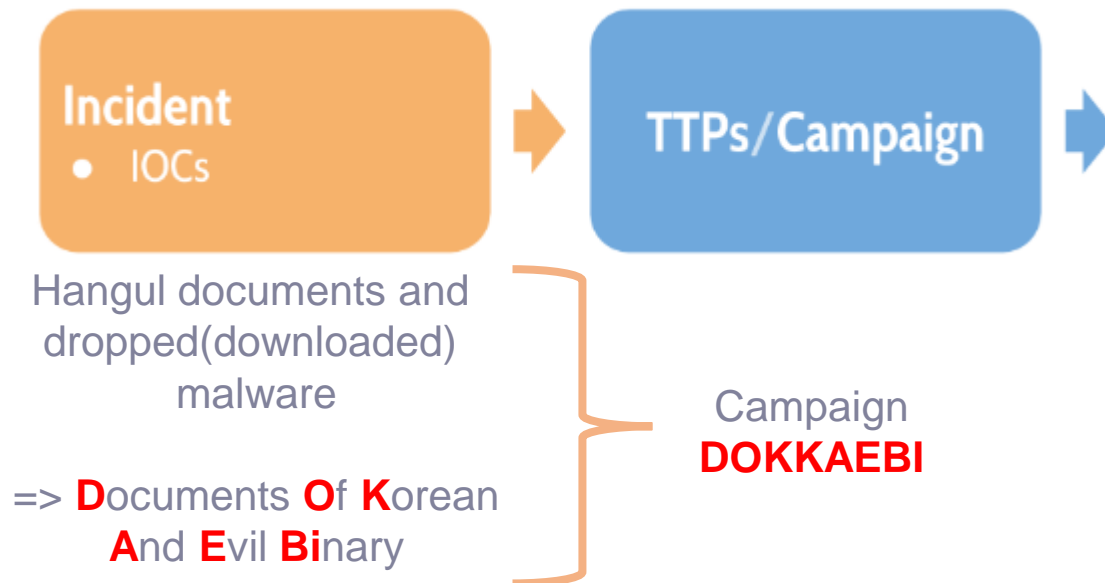 Incident
● IOCs
TTPs/Campaign
Hangul documents and
dropped(downloaded)
malware
=> Documents Of Korean
And Evil Binary
Campaign
DOKKAEBI